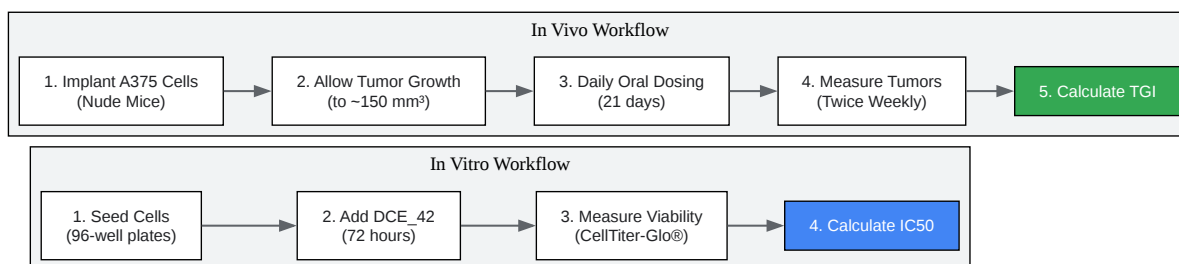 In Vivo Workflow
1. Implant A375 Cells
(Nude Mice)
2. Allow Tumor Growth
(to ~150 mm³)
3. Daily Oral Dosing
(21 days)
4. Measure Tumors
(Twice Weekly)
5. Calculate TGI
In Vitro Workflow
1. Seed Cells
(96-well plates)
2. Add DCE_42
(72 hours)
3. Measure Viability
(CellTiter-Glo®)
4. Calculate IC50